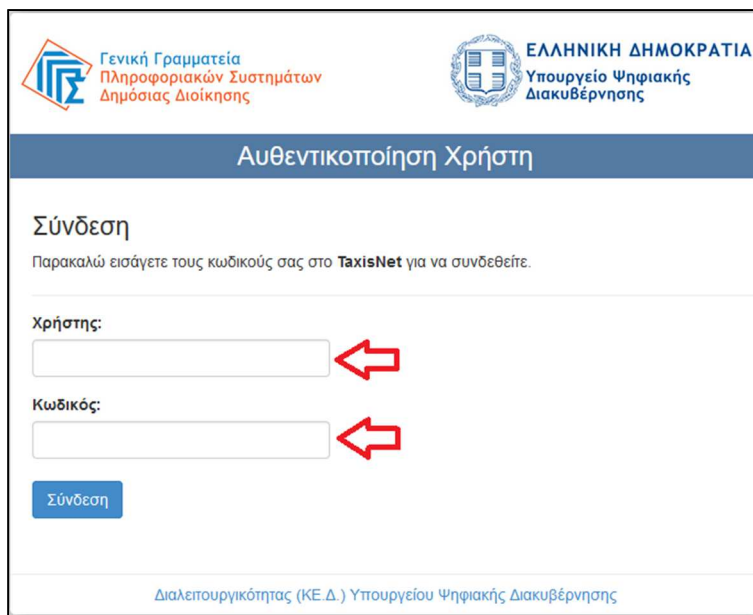 Γενική Γραμματεία
Πληροφοριακών Συστημάτων
Δημόσιας Διοίκησης
ΕΛΛΗΝΙΚΗ ΔΗΜΟΚΡΑΤΙΑ
Υπουργείο Ψηφιακής
Διακυβέρνησης
Αυθεντικοποίηση Χρήστη
Σύνδεση
Παρακαλώ εισάγετε τους κωδικούς σας στο TaxisNet για να συνδεθείτε.
Χρήστης:
Κωδικός:
Σύνδεση
Διαλειτουργικότητας (ΚΕ.Δ.) Υπουργείου Ψηφιακής Διακυβέρνησης